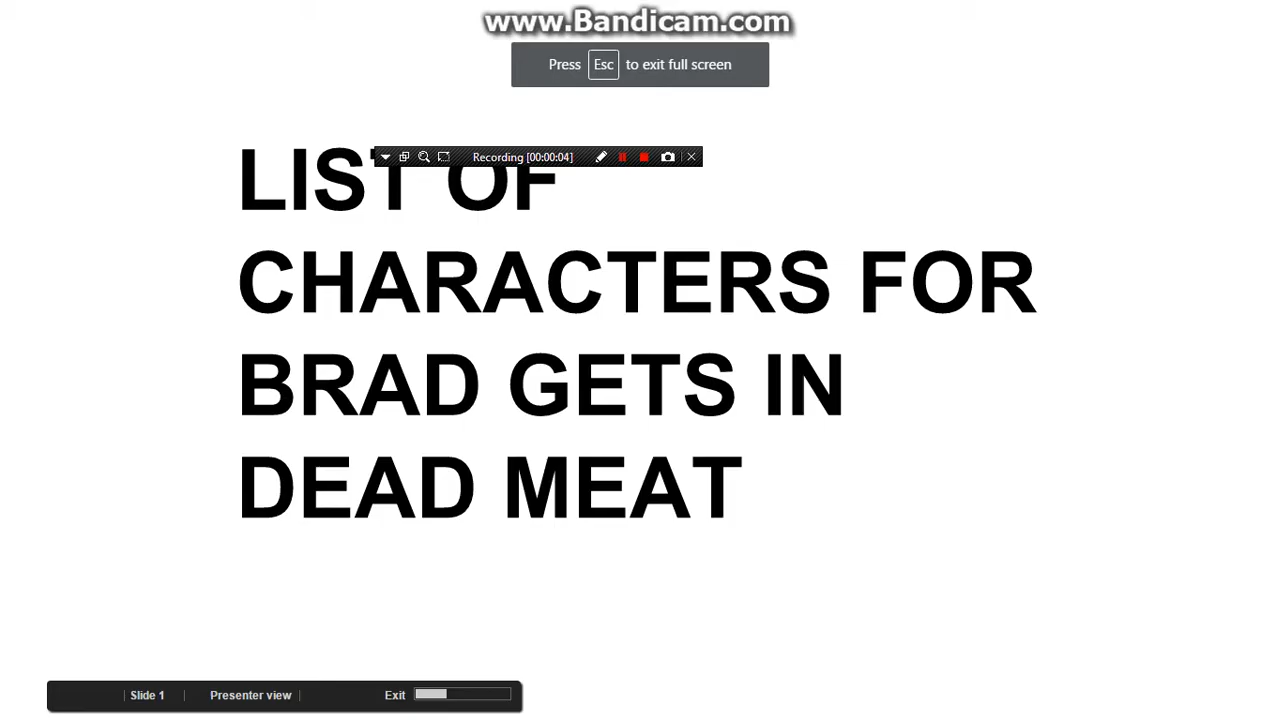 www.Bandicam.com
Press Esc to exit full screen
Recording [00:00:04]
LIST OF
CHARACTERS FOR
BRAD GETS IN
DEAD MEAT
Slide 1 Presenter view Exit